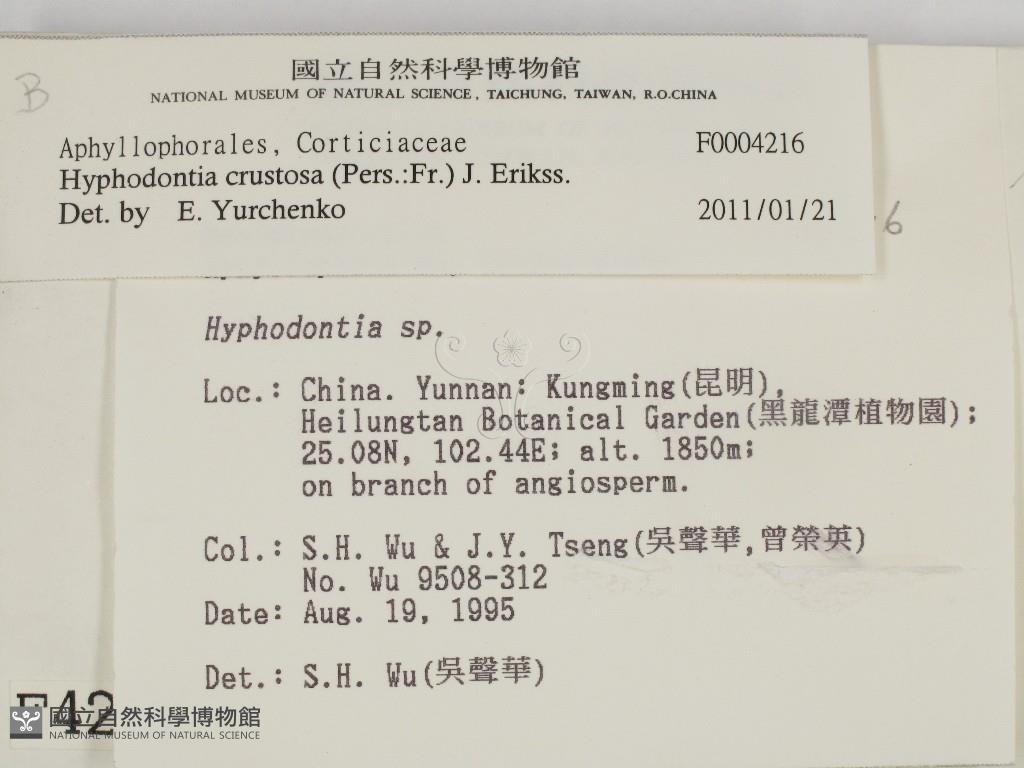 B
國立自然科學博物館
NATIONAL MUSEUM OF NATURAL SCIENCE, TAICHUNG, TAIWAN, R.O.CHINA
Aphyllophorales, Corticiaceae F0004216
Hyphodontia crustosa (Pers.:Fr.) J. Erikss.
Det. by E. Yurchenko 2011/01/21
6
Hyphodontia sp.
Loc.: China. Yunnan: Kungming(昆明),
Heilungtan Botanical Garden(黑龍潭植物園);
25.08N, 102.44E; alt. 1850m;
on branch of angiosperm.
Col.: S.H. Wu & J.Y. Tseng(吳聲華,曾榮英)
No. Wu 9508-312
Date: Aug. 19, 1995
Det.: S.H. Wu(吳聲華)
F42
國立自然科學博物館
NATIONAL MUSEUM OF NATURAL SCIENCE